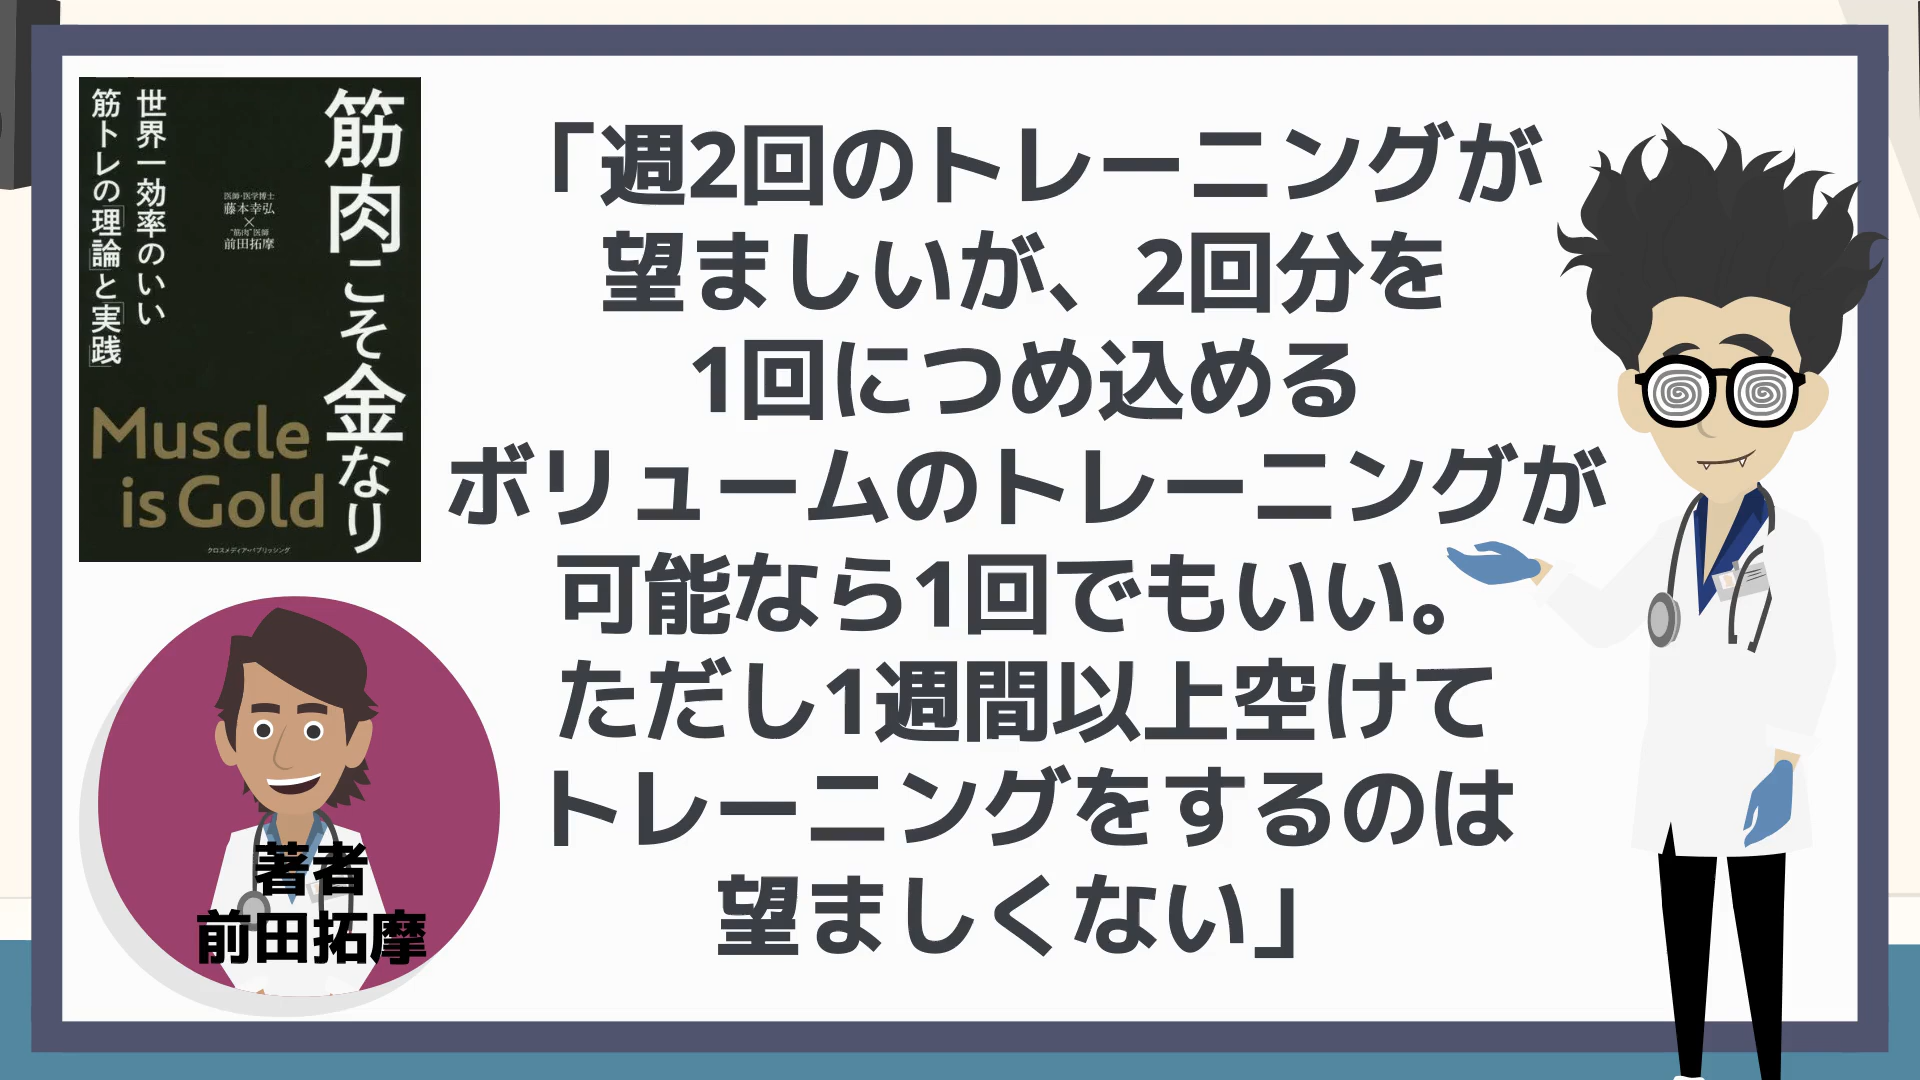 筋肉こそ金なり
医師・医学博士
藤本幸弘
×
"筋肉"医師
前田拓摩
世界一効率のいい
筋トレの「理論」と「実践」
Muscle
is Gold
クロスメディア・パブリッシング
「週2回のトレーニングが
望ましいが、2回分を
1回につめ込める
ボリュームのトレーニングが
可能なら1回でもいい。
ただし1週間以上空けて
トレーニングをするのは
望ましくない」
著者
前田拓摩